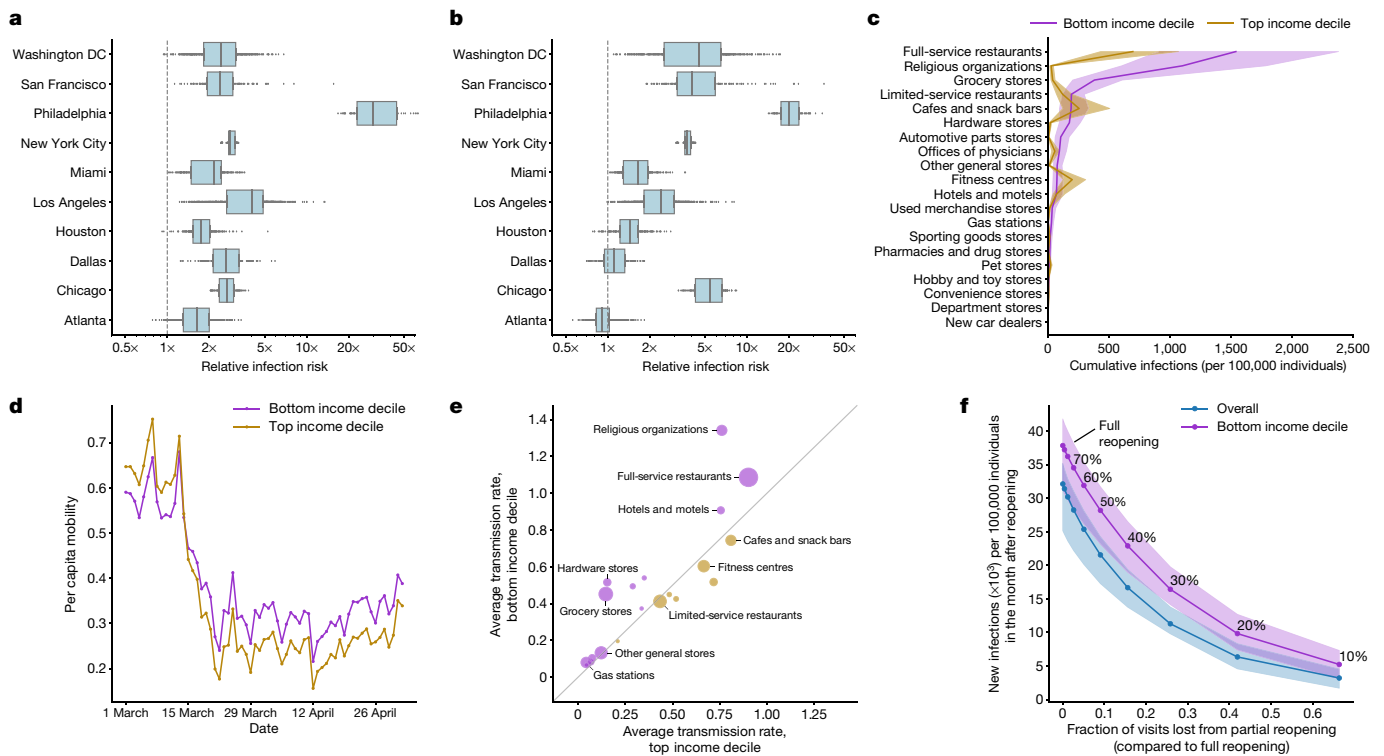 a
Washington DC
San Francisco
Philadelphia
New York City
Miami
Los Angeles
Houston
Dallas
Chicago
Atlanta
0.5× 1× 2× 5× 10× 20× 50×
Relative infection risk
b
Washington DC
San Francisco
Philadelphia
New York City
Miami
Los Angeles
Houston
Dallas
Chicago
Atlanta
0.5× 1× 2× 5× 10× 20× 50×
Relative infection risk
c
Bottom income decile Top income decile
Full-service restaurants
Religious organizations
Grocery stores
Limited-service restaurants
Cafes and snack bars
Hardware stores
Automotive parts stores
Offices of physicians
Other general stores
Fitness centres
Hotels and motels
Used merchandise stores
Gas stations
Sporting goods stores
Pharmacies and drug stores
Pet stores
Hobby and toy stores
Convenience stores
Department stores
New car dealers
0 500 1,000 1,500 2,000 2,500
Cumulative infections (per 100,000 individuals)
d
Bottom income decile
Top income decile
Per capita mobility
0.7
0.6
0.5
0.4
0.3
0.2
1 March 15 March 29 March 12 April 26 April
Date
e
Average transmission rate,
bottom income decile
1.4
1.2
1.0
0.8
0.6
0.4
0.2
0
Religious organizations
Full-service restaurants
Hotels and motels
Cafes and snack bars
Hardware stores
Fitness centres
Grocery stores
Limited-service restaurants
Other general stores
Gas stations
0 0.25 0.50 0.75 1.00 1.25
Average transmission rate,
top income decile
f
Overall
Bottom income decile
New infections (×10³) per 100,000 individuals
in the month after reopening
40
35
30
25
20
15
10
5
0
Full
reopening
70%
60%
50%
40%
30%
20%
10%
0 0.1 0.2 0.3 0.4 0.5 0.6
Fraction of visits lost from partial reopening
(compared to full reopening)